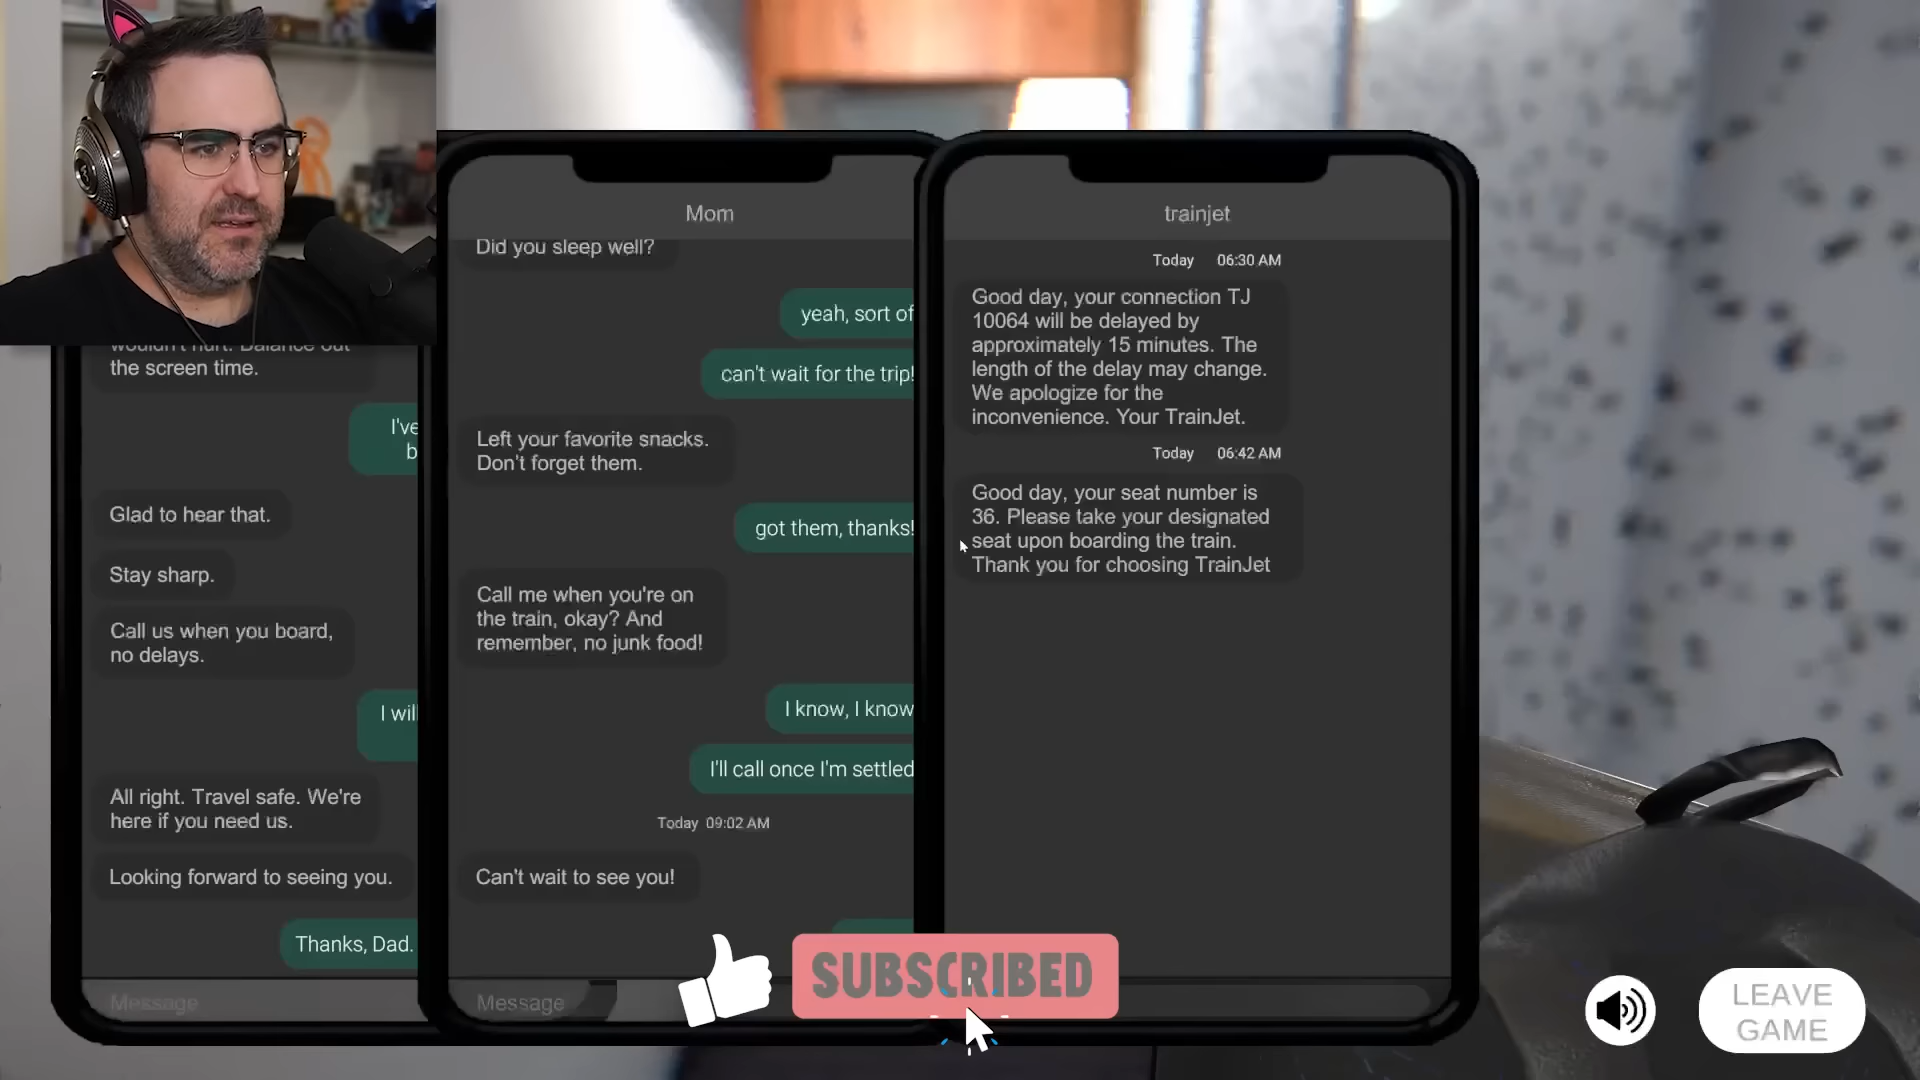 wouldn't hurt. Balance out
the screen time.
I've
b
Glad to hear that.
Stay sharp.
Call us when you board,
no delays.
I will
All right. Travel safe. We're
here if you need us.
Looking forward to seeing you.
Thanks, Dad.
Message
Mom
Did you sleep well?
yeah, sort of
can't wait for the trip!
Left your favorite snacks.
Don't forget them.
got them, thanks!
Call me when you're on
the train, okay? And
remember, no junk food!
I know, I know
I'll call once I'm settled
Today 09:02 AM
Can't wait to see you!
Message
trainjet
Today 06:30 AM
Good day, your connection TJ
10064 will be delayed by
approximately 15 minutes. The
length of the delay may change.
We apologize for the
inconvenience. Your TrainJet.
Today 06:42 AM
Good day, your seat number is
36. Please take your designated
seat upon boarding the train.
Thank you for choosing TrainJet
SUBSCRIBED
LEAVE
GAME